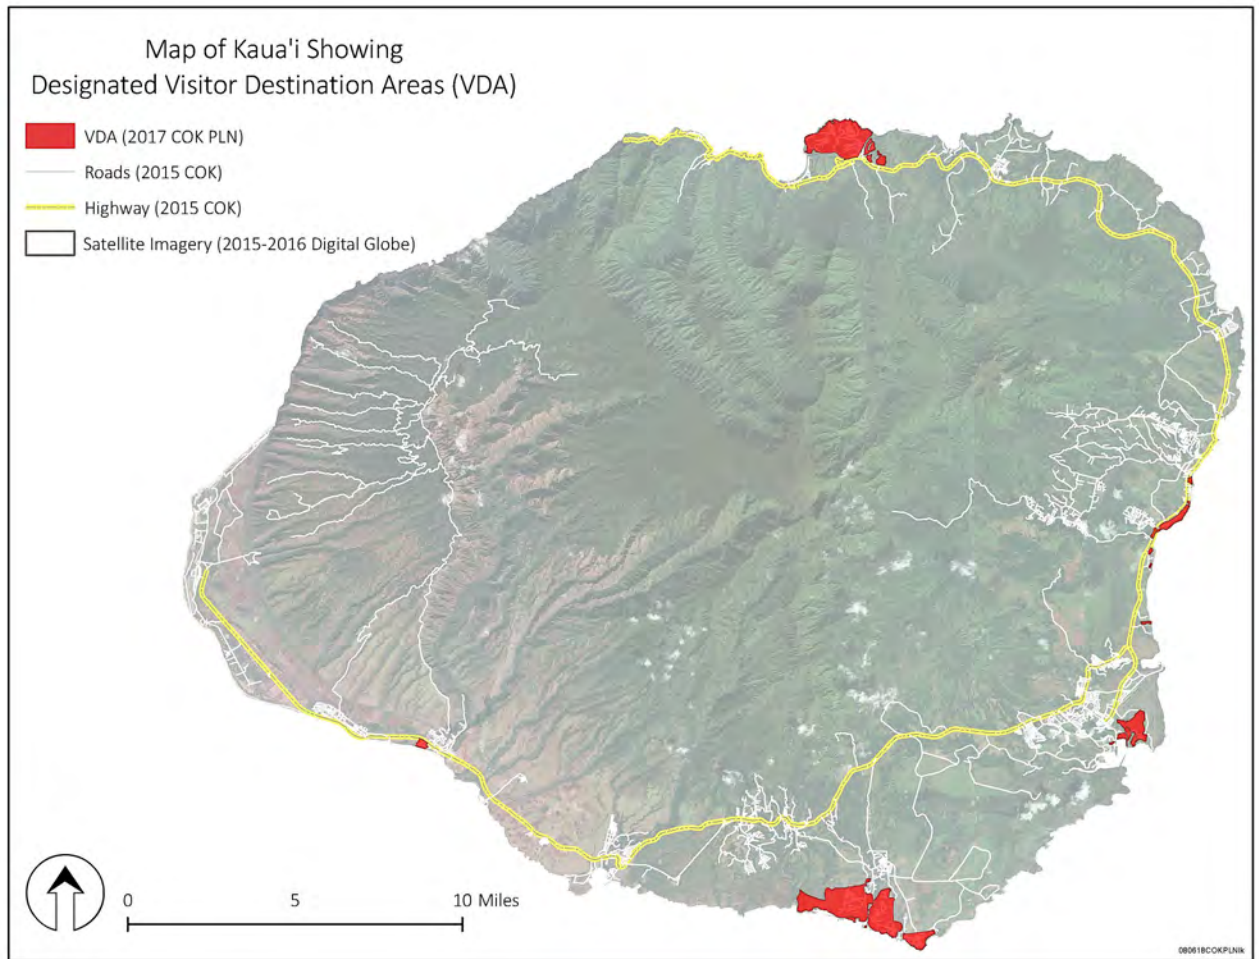 Map of Kaua'i Showing
Designated Visitor Destination Areas (VDA)
VDA (2017 COK PLN)
Roads (2015 COK)
Highway (2015 COK)
Satellite Imagery (2015-2016 Digital Globe)
0 5 10 Miles
080618COKPLNlk